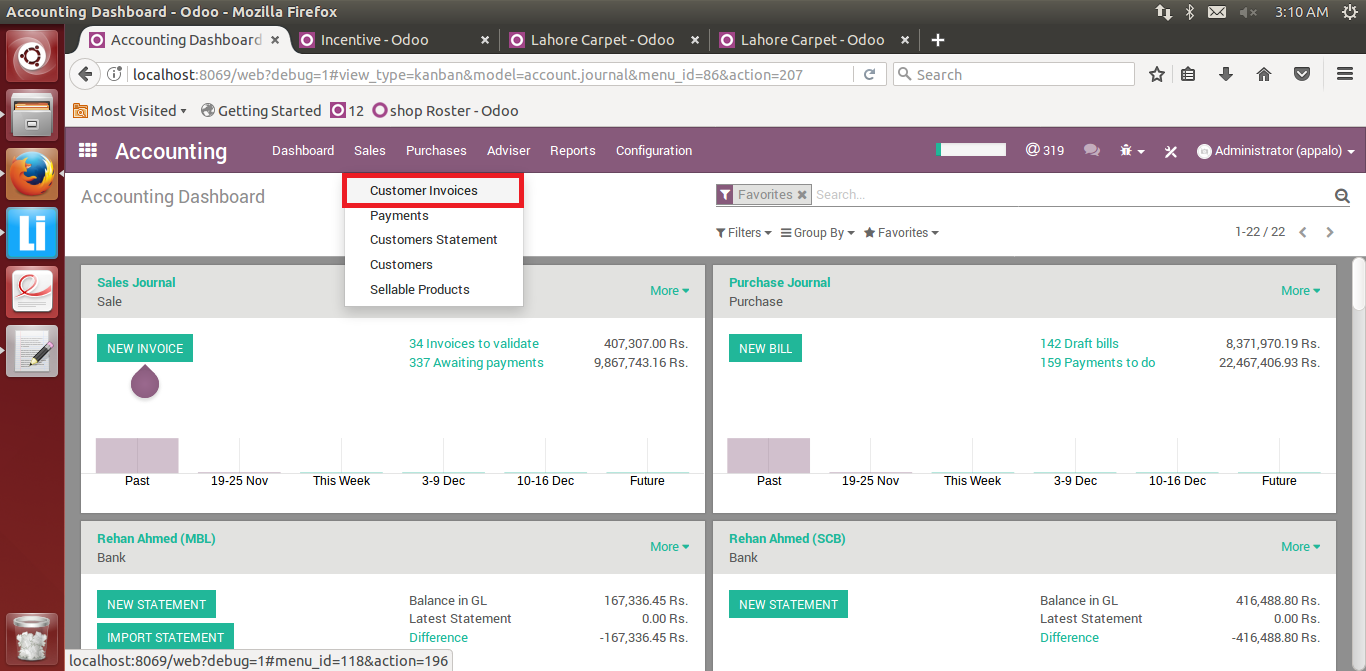 Accounting Dashboard - Odoo - Mozilla Firefox
3:10 AM
Accounting Dashboard
Incentive - Odoo
Lahore Carpet - Odoo
Lahore Carpet - Odoo
localhost:8069/web?debug=1#view_type=kanban&model=account.journal&menu_id=86&action=207
Search
Most Visited
Getting Started
12
shop Roster - Odoo
Accounting
Dashboard
Sales
Purchases
Adviser
Reports
Configuration
@ 319
Administrator (appalo)
Accounting Dashboard
Customer Invoices
Payments
Customers Statement
Customers
Sellable Products
Favorites
Search...
Filters
Group By
Favorites
1-22 / 22
Sales Journal
Sale
More
NEW INVOICE
34 Invoices to validate 407,307.00 Rs.
337 Awaiting payments 9,867,743.16 Rs.
Past 19-25 Nov This Week 3-9 Dec 10-16 Dec Future
Purchase Journal
Purchase
More
NEW BILL
142 Draft bills 8,371,970.19 Rs.
159 Payments to do 22,467,406.93 Rs.
Past 19-25 Nov This Week 3-9 Dec 10-16 Dec Future
Rehan Ahmed (MBL)
Bank
More
NEW STATEMENT
IMPORT STATEMENT
Balance in GL 167,336.45 Rs.
Latest Statement 0.00 Rs.
Difference -167,336.45 Rs.
Rehan Ahmed (SCB)
Bank
More
NEW STATEMENT
Balance in GL 416,488.80 Rs.
Latest Statement 0.00 Rs.
Difference -416,488.80 Rs.
localhost:8069/web?debug=1#menu_id=118&action=196